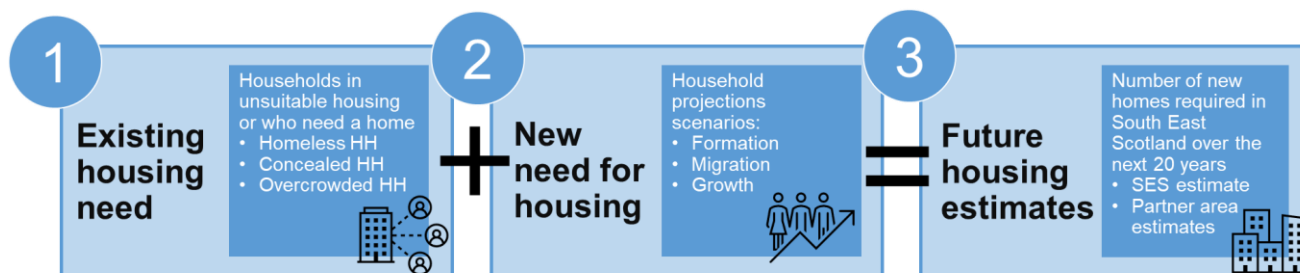 1
Existing
housing
need
Households in
unsuitable housing
or who need a home
• Homeless HH
• Concealed HH
• Overcrowded HH
+
2
New
need for
housing
Household
projections
scenarios:
• Formation
• Migration
• Growth
=
3
Future
housing
estimates
Number of new
homes required in
South East
Scotland over the
next 20 years
• SES estimate
• Partner area
estimates